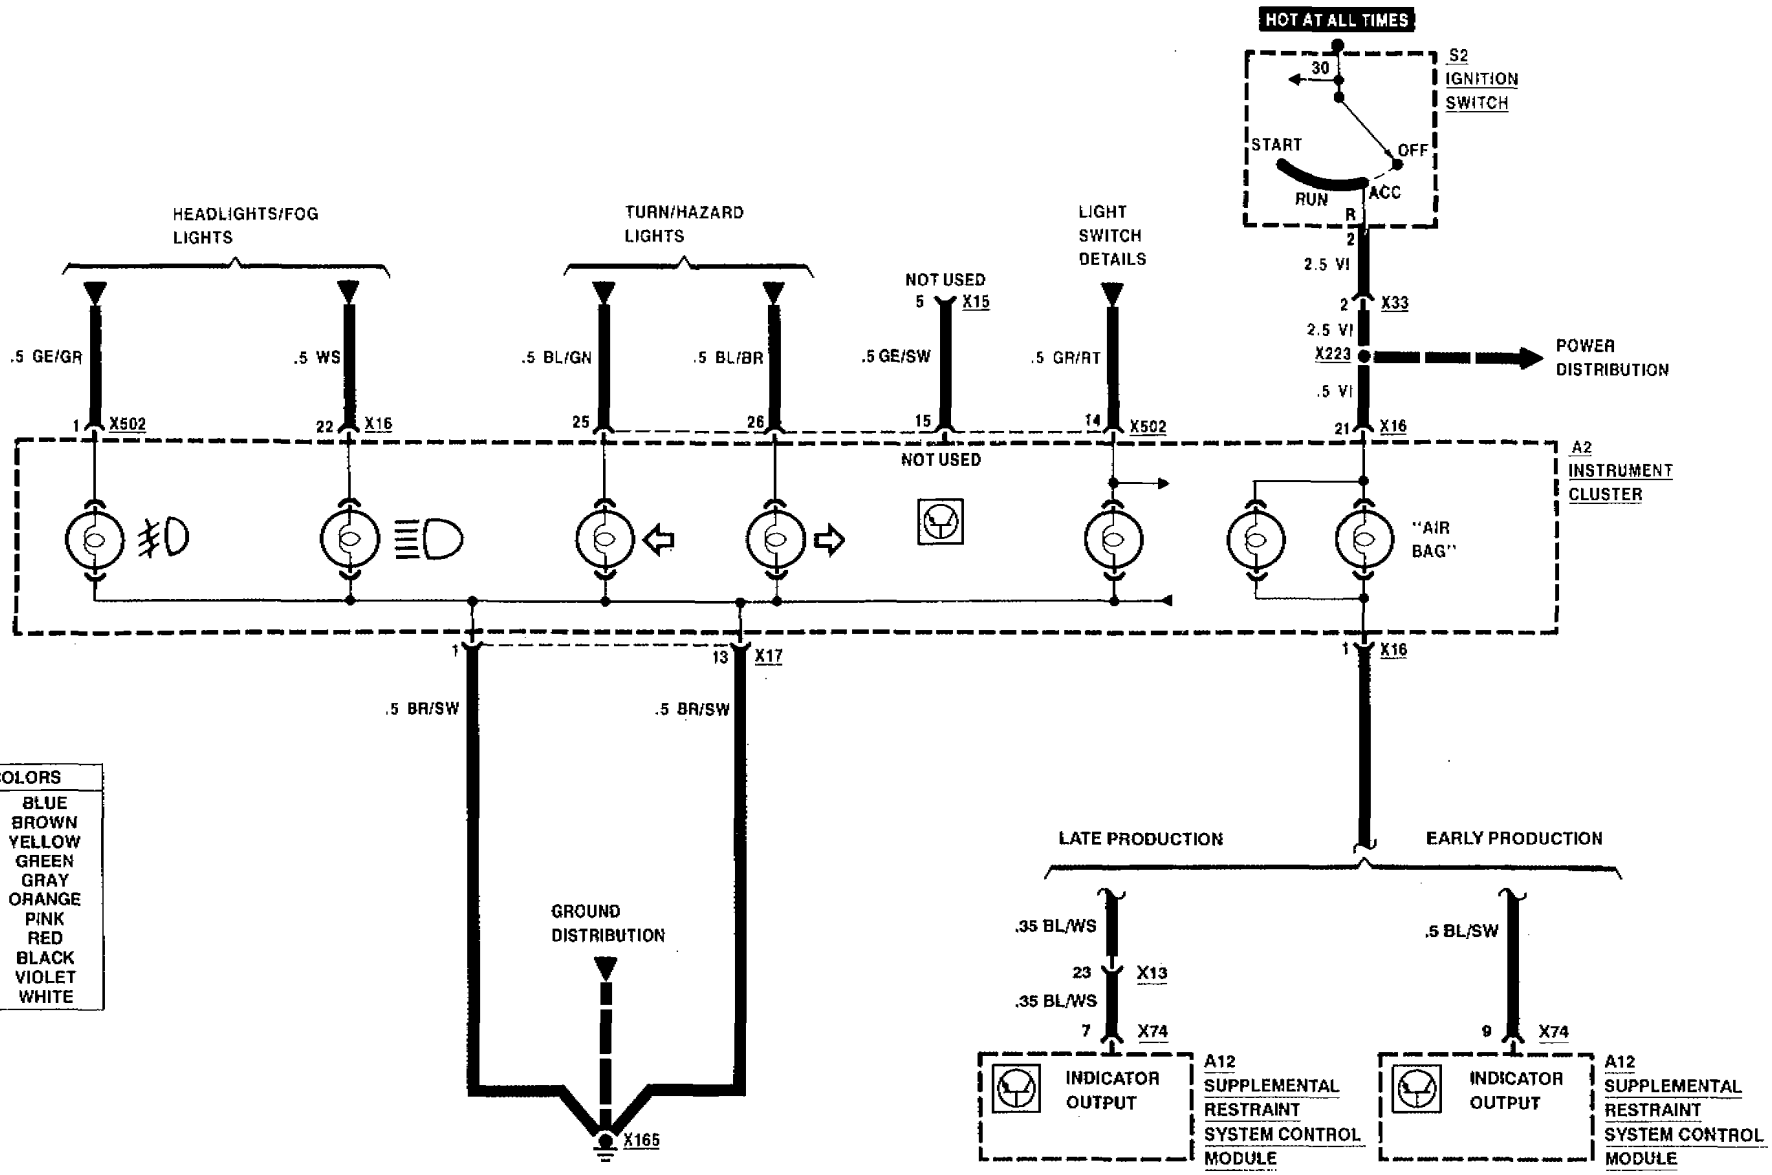 HOT AT ALL TIMES
S2
IGNITION
SWITCH
30
START
OFF
RUN
ACC
R
2
2.5 VI
2
X33
2.5 VI
X223
POWER
DISTRIBUTION
.5 VI
21
X16
HEADLIGHTS/FOG
LIGHTS
TURN/HAZARD
LIGHTS
LIGHT
SWITCH
DETAILS
NOT USED
5
X15
.5 GE/GR
.5 WS
.5 BL/GN
.5 BL/BR
.5 GE/SW
.5 GR/RT
1
X502
22
X16
25
26
15
14
X502
NOT USED
A2
INSTRUMENT
CLUSTER
"AIR
BAG"
1
13
X17
1
X16
.5 BR/SW
.5 BR/SW
OLORS
BLUE
BROWN
YELLOW
GREEN
GRAY
ORANGE
PINK
RED
BLACK
VIOLET
WHITE
GROUND
DISTRIBUTION
X165
LATE PRODUCTION
EARLY PRODUCTION
.35 BL/WS
23
X13
.35 BL/WS
7
X74
.5 BL/SW
9
X74
INDICATOR
OUTPUT
A12
SUPPLEMENTAL
RESTRAINT
SYSTEM CONTROL
MODULE
INDICATOR
OUTPUT
A12
SUPPLEMENTAL
RESTRAINT
SYSTEM CONTROL
MODULE